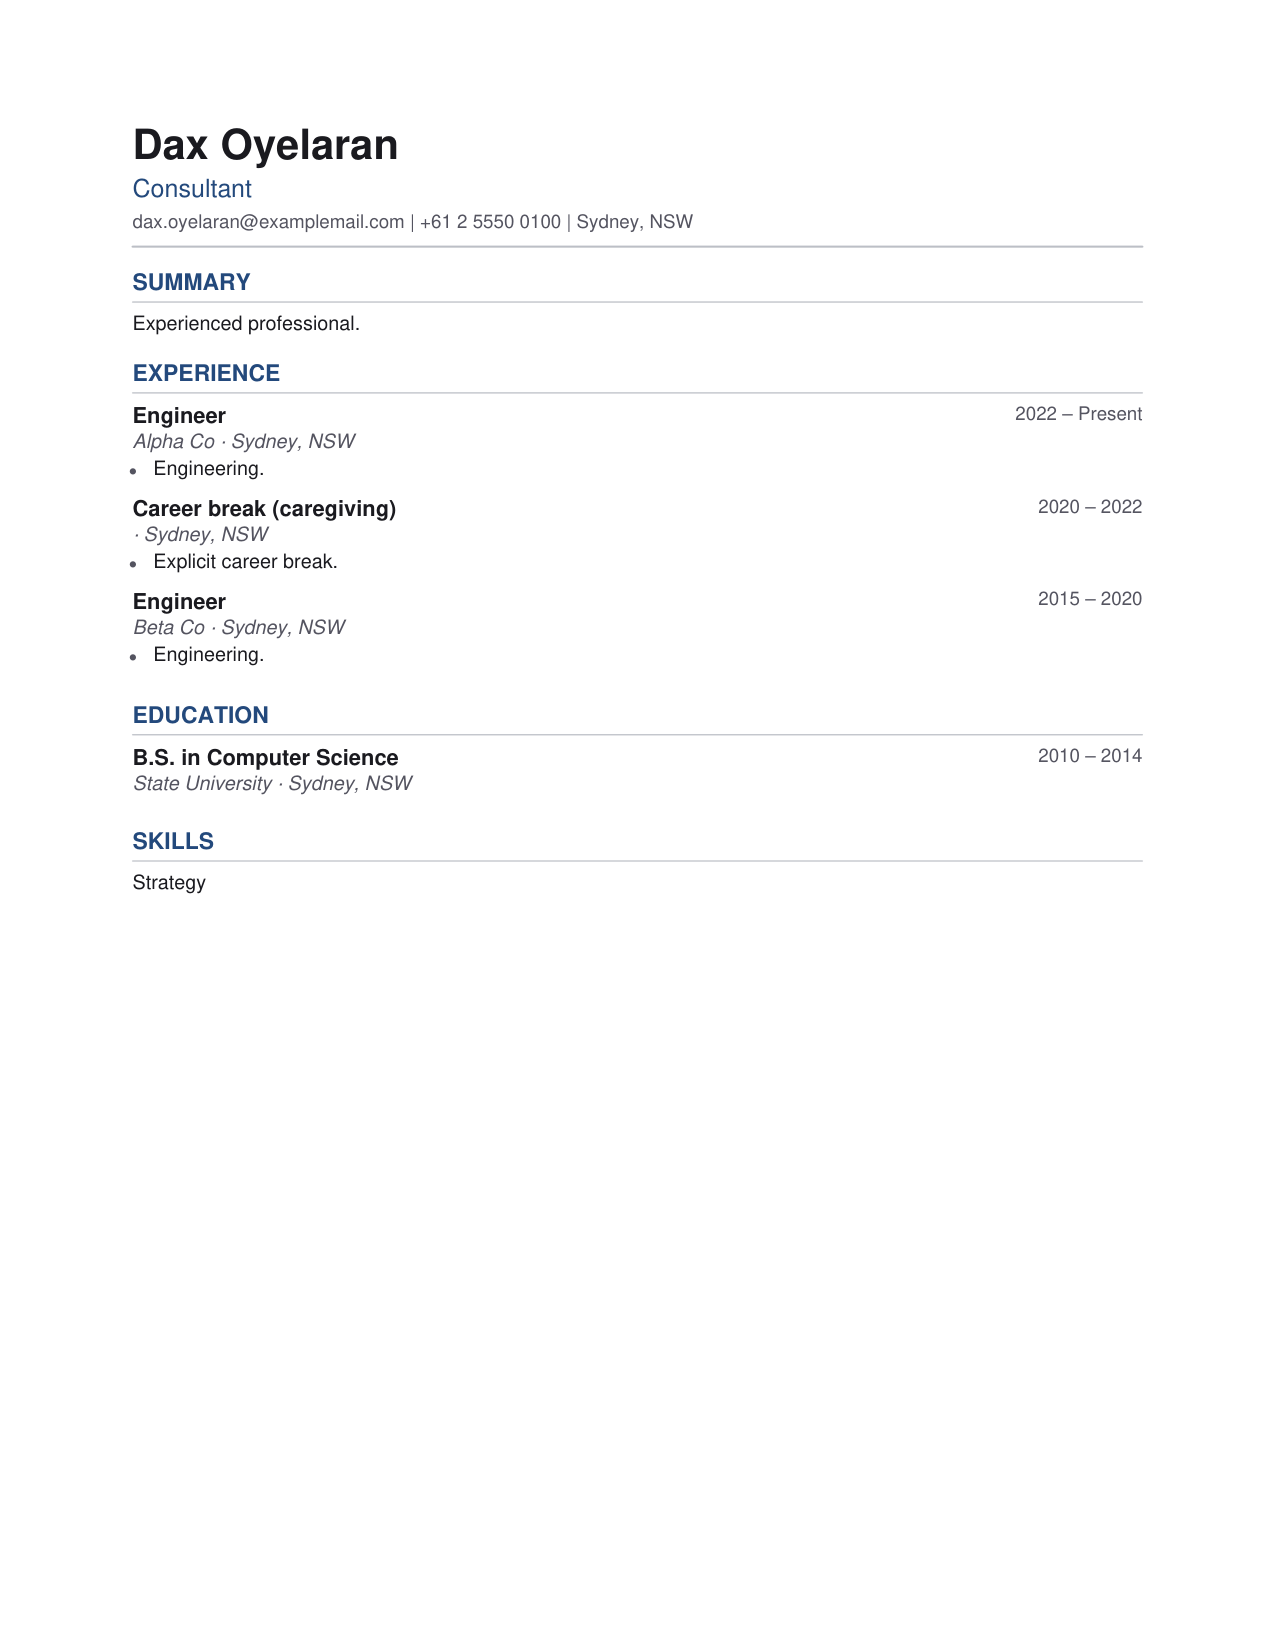 Dax Oyelaran
Consultant
dax.oyelaran@examplemail.com | +61 2 5550 0100 | Sydney, NSW
SUMMARY
Experienced professional.
EXPERIENCE
Engineer 2022 – Present
Alpha Co · Sydney, NSW
• Engineering.
Career break (caregiving) 2020 – 2022
· Sydney, NSW
• Explicit career break.
Engineer 2015 – 2020
Beta Co · Sydney, NSW
• Engineering.
EDUCATION
B.S. in Computer Science 2010 – 2014
State University · Sydney, NSW
SKILLS
Strategy